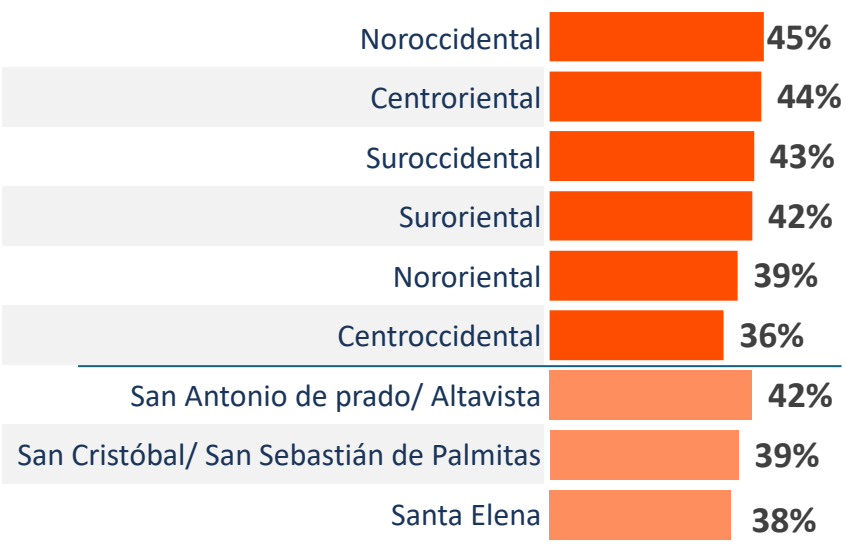 Noroccidental 45%
Centroriental 44%
Suroccidental 43%
Suroriental 42%
Nororiental 39%
Centroccidental 36%
San Antonio de prado/ Altavista 42%
San Cristóbal/ San Sebastián de Palmitas 39%
Santa Elena 38%